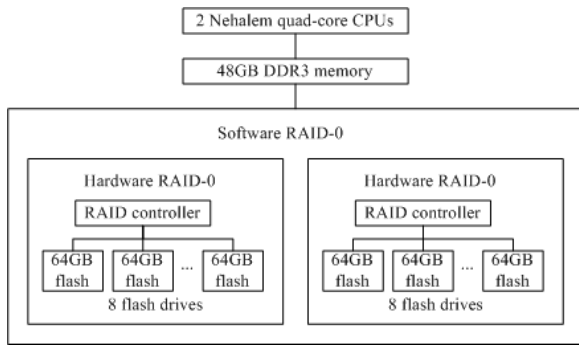 2 Nehalem quad-core CPUs
48GB DDR3 memory
Software RAID-0
Hardware RAID-0
RAID controller
64GB flash
64GB flash
...
64GB flash
8 flash drives
Hardware RAID-0
RAID controller
64GB flash
64GB flash
...
64GB flash
8 flash drives